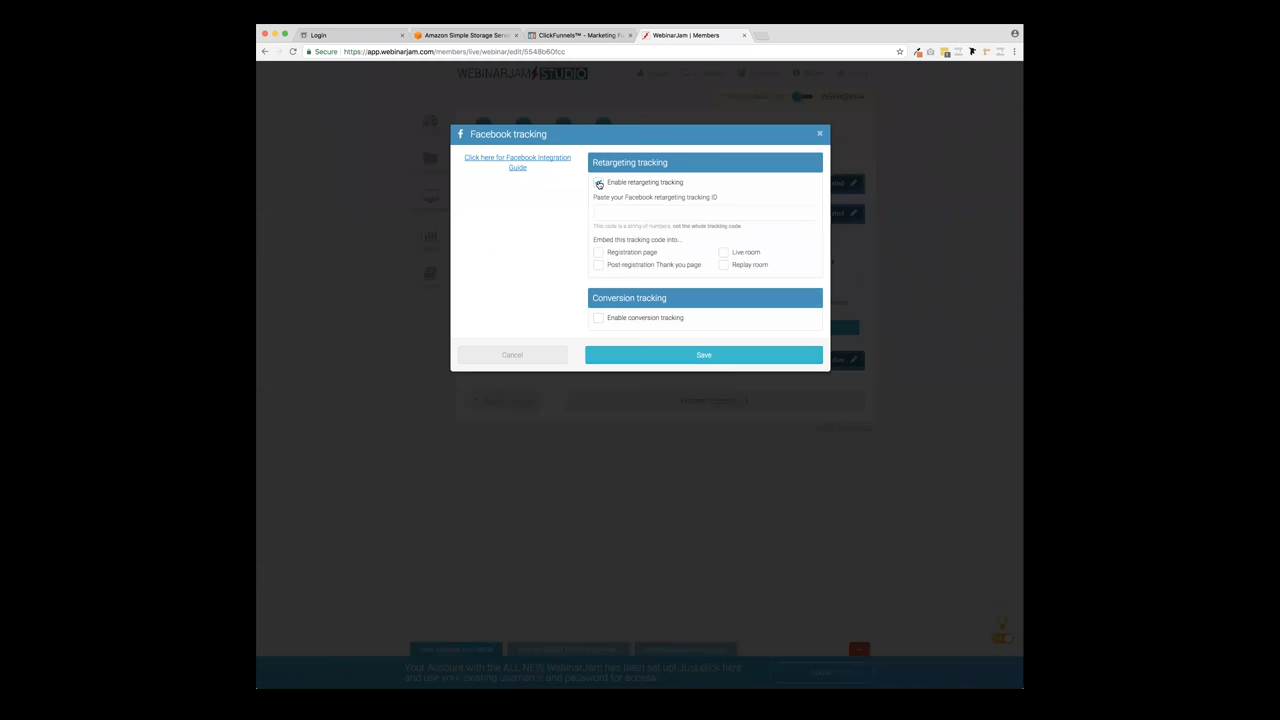 Login
Amazon Simple Storage Servi
ClickFunnels™ - Marketing Fu
WebinarJam | Members
Secure
https://app.webinarjam.com/members/live/webinar/edit/5548b60fcc
WEBINARJAM STUDIO
Facebook tracking
Click here for Facebook Integration
Guide
Retargeting tracking
Enable retargeting tracking
Paste your Facebook retargeting tracking ID
This code is a string of numbers, not the whole tracking code
Embed this tracking code into...
Registration page
Live room
Post-registration Thank you page
Replay room
Conversion tracking
Enable conversion tracking
Cancel
Save
Your Account with the ALL NEW WebinarJam has been set up! Just click here
and use your existing username and password for access.